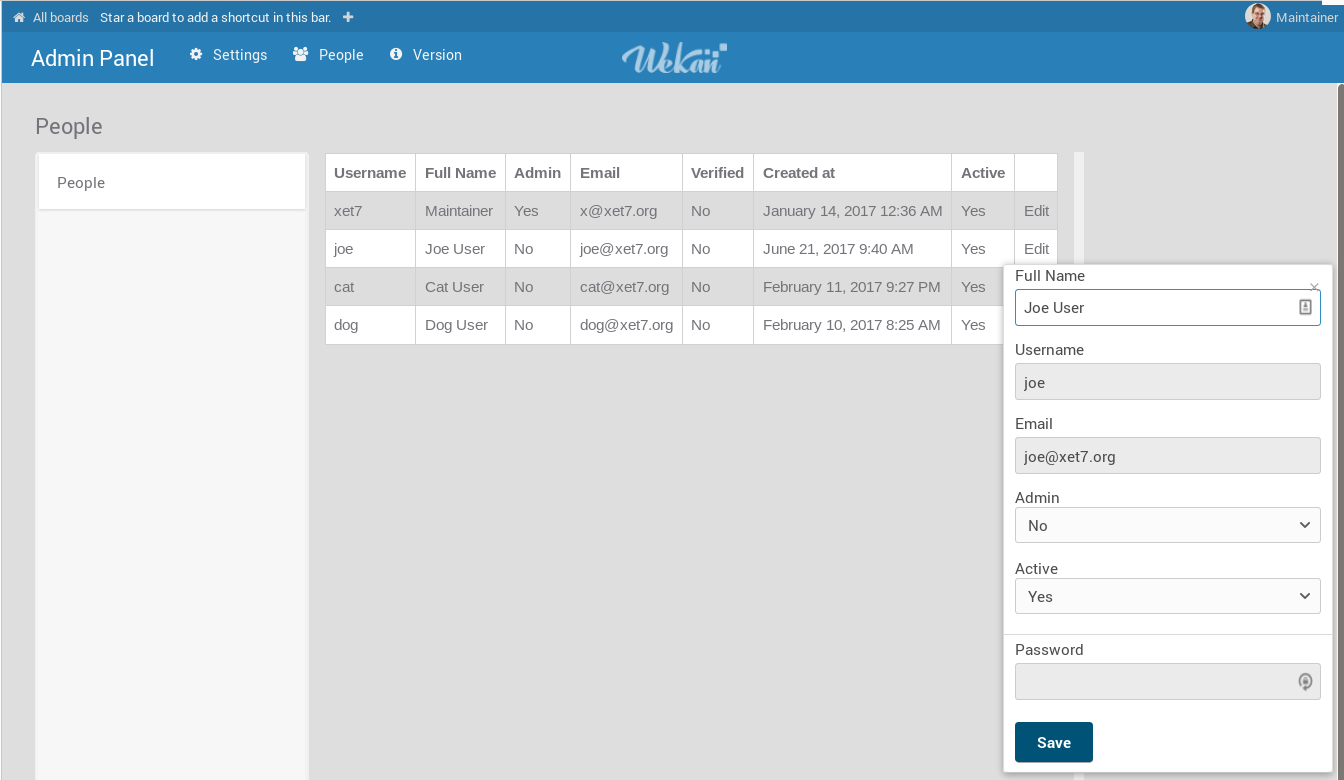 All boards Star a board to add a shortcut in this bar. Maintainer
Admin Panel Settings People Version WeKan
People
People
Username Full Name Admin Email Verified Created at Active
xet7 Maintainer Yes x@xet7.org No January 14, 2017 12:36 AM Yes Edit
joe Joe User No joe@xet7.org No June 21, 2017 9:40 AM Yes Edit
cat Cat User No cat@xet7.org No February 11, 2017 9:27 PM Yes
dog Dog User No dog@xet7.org No February 10, 2017 8:25 AM Yes
Full Name
Joe User
Username
joe
Email
joe@xet7.org
Admin
No
Active
Yes
Password
Save